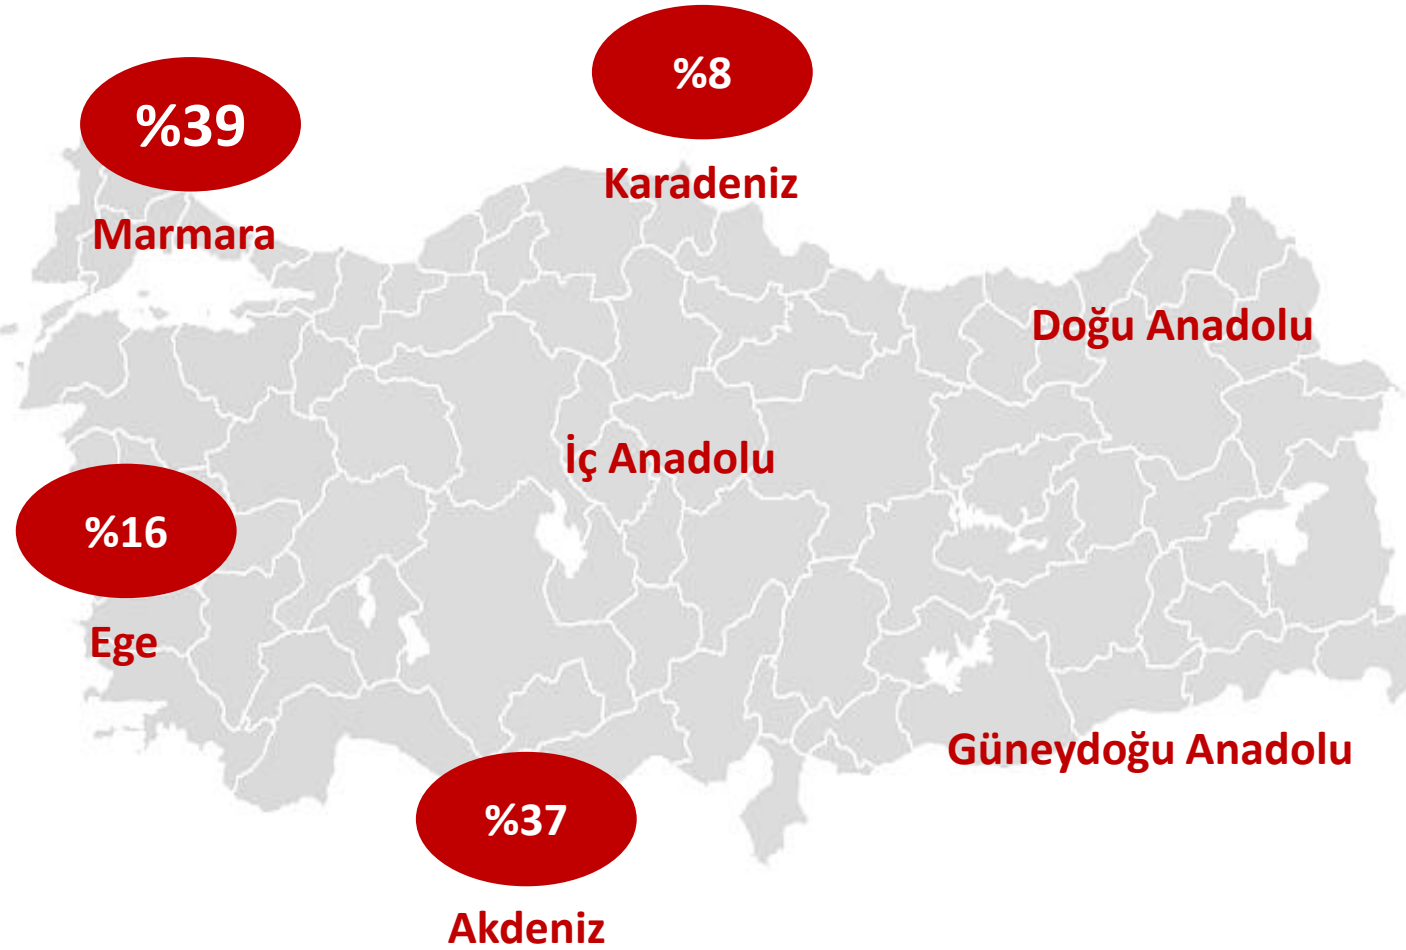 %8
%39
Karadeniz
Marmara
Doğu Anadolu
İç Anadolu
%16
Ege
Güneydoğu Anadolu
%37
Akdeniz